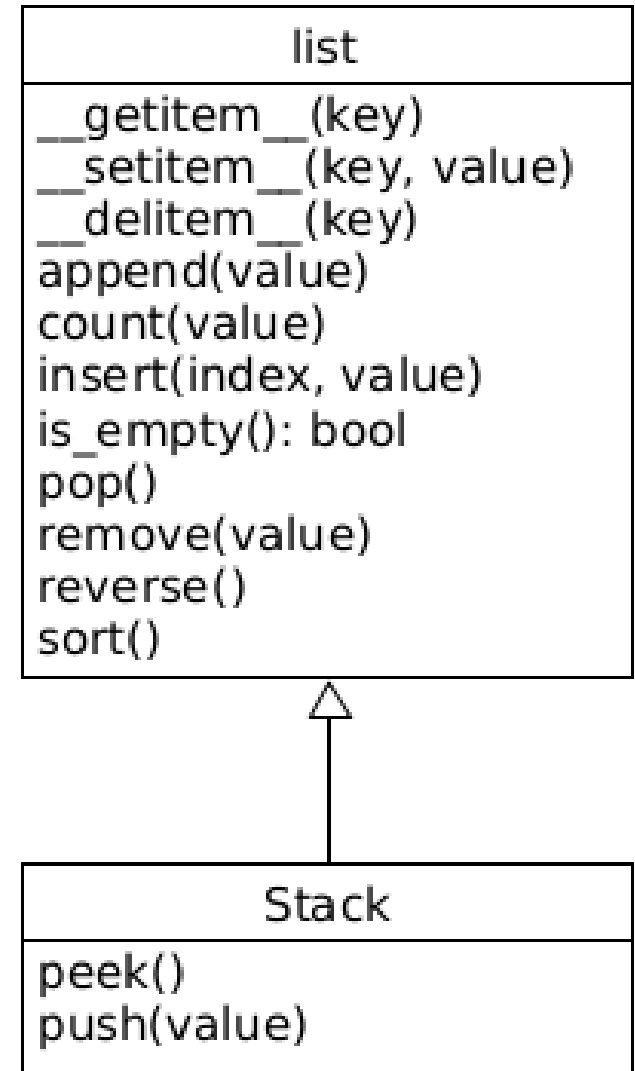 list
__getitem__(key)
__setitem__(key, value)
__delitem__(key)
append(value)
count(value)
insert(index, value)
is_empty(): bool
pop()
remove(value)
reverse()
sort()
Stack
peek()
push(value)